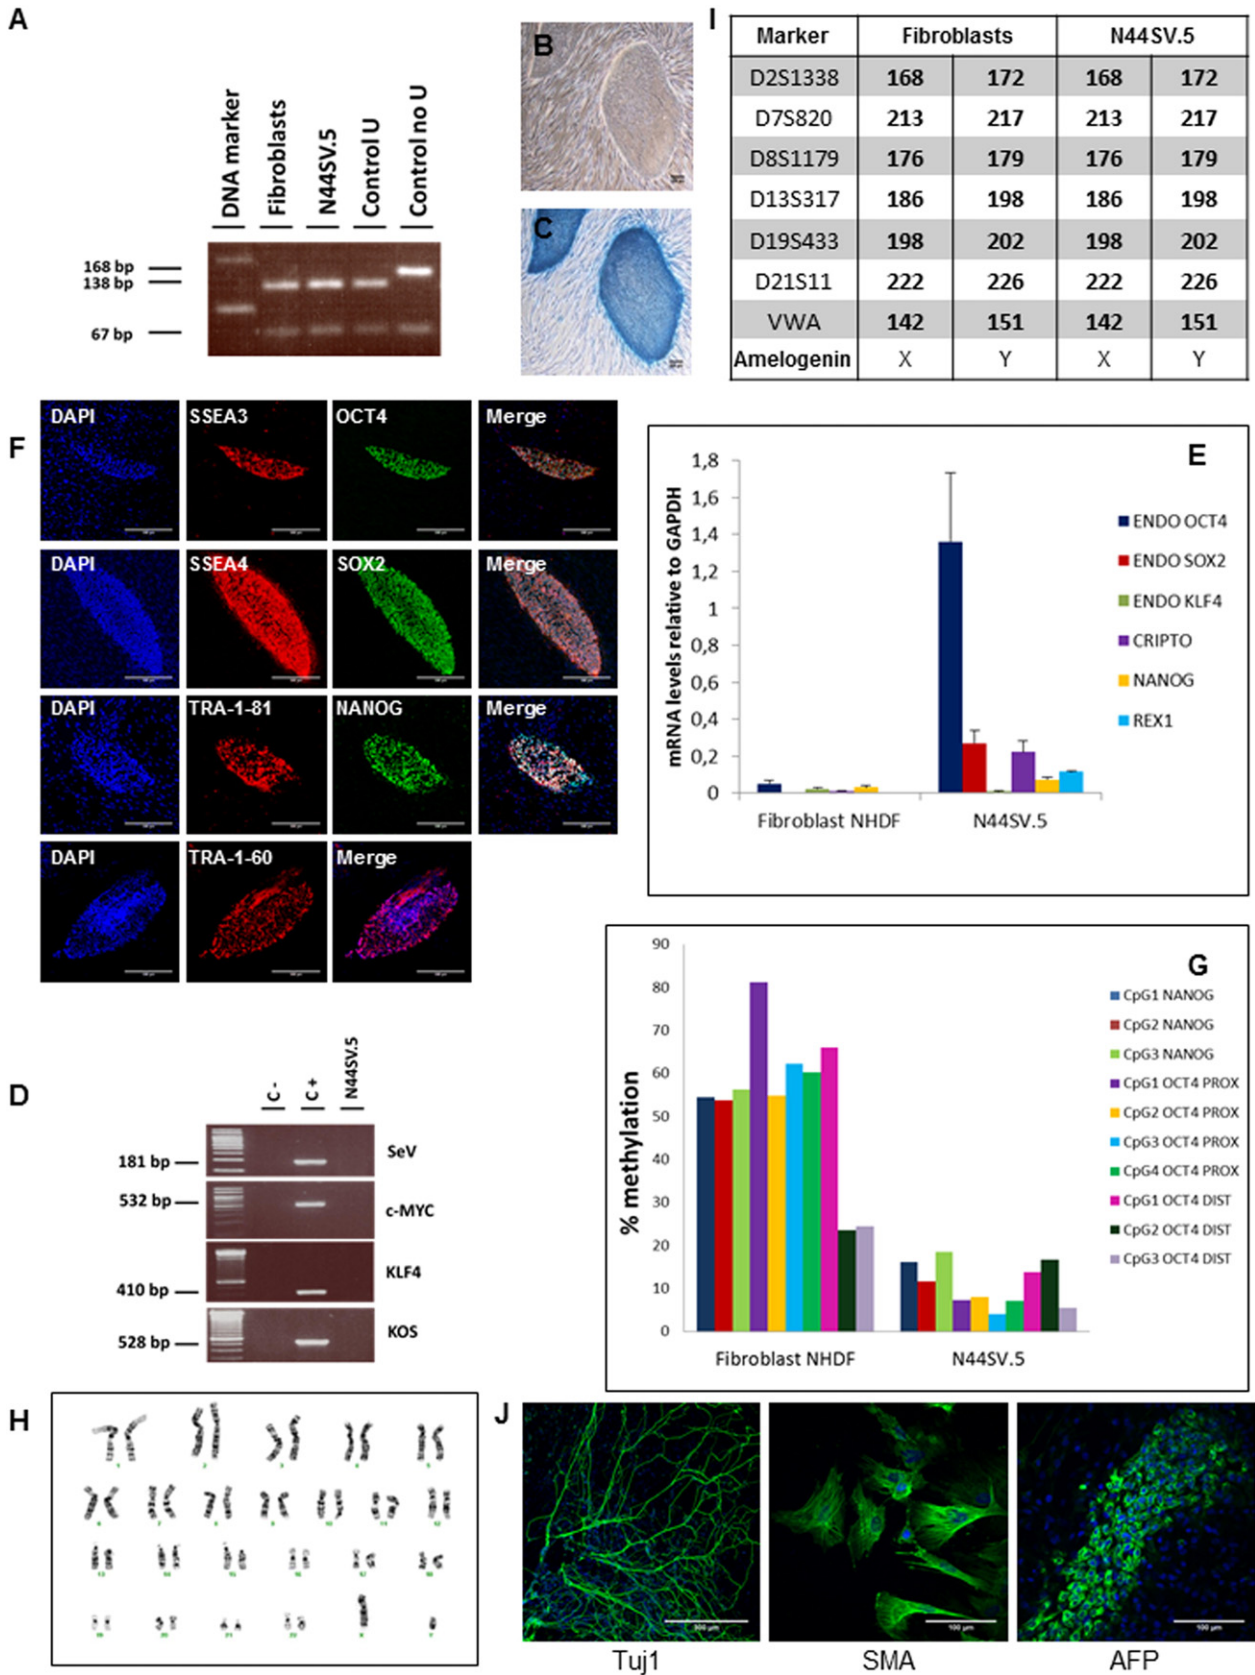 A
DNA marker
Fibroblasts
N44SV.5
Control U
Control no U
168 bp
138 bp
67 bp
B
C
I
Marker Fibroblasts N44SV.5
D2S1338 168 172 168 172
D7S820 213 217 213 217
D8S1179 176 179 176 179
D13S317 186 198 186 198
D19S433 198 202 198 202
D21S11 222 226 222 226
VWA 142 151 142 151
Amelogenin X Y X Y
F
DAPI SSEA3 OCT4 Merge
DAPI SSEA4 SOX2 Merge
DAPI TRA-1-81 NANOG Merge
DAPI TRA-1-60 Merge
E
mRNA levels relative to GAPDH
1,8
1,6
1,4
1,2
1
0,8
0,6
0,4
0,2
0
Fibroblast NHDF N44SV.5
ENDO OCT4
ENDO SOX2
ENDO KLF4
CRIPTO
NANOG
REX1
D
C -
C +
N44SV.5
181 bp SeV
532 bp c-MYC
410 bp KLF4
528 bp KOS
G
% methylation
90
80
70
60
50
40
30
20
10
0
Fibroblast NHDF N44SV.5
CpG1 NANOG
CpG2 NANOG
CpG3 NANOG
CpG1 OCT4 PROX
CpG2 OCT4 PROX
CpG3 OCT4 PROX
CpG4 OCT4 PROX
CpG1 OCT4 DIST
CpG2 OCT4 DIST
CpG3 OCT4 DIST
H
J
100 µm
100 µm
Tuj1 SMA AFP